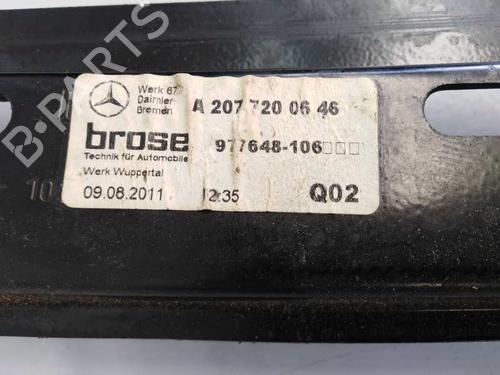 Werk 67
Daimler
Bremen
A 207 720 06 46
brose
Technik für Automobile
977648-106□□□
Werk Wuppertal
10
09.08.2011 12:35 Q02
B-PARTS